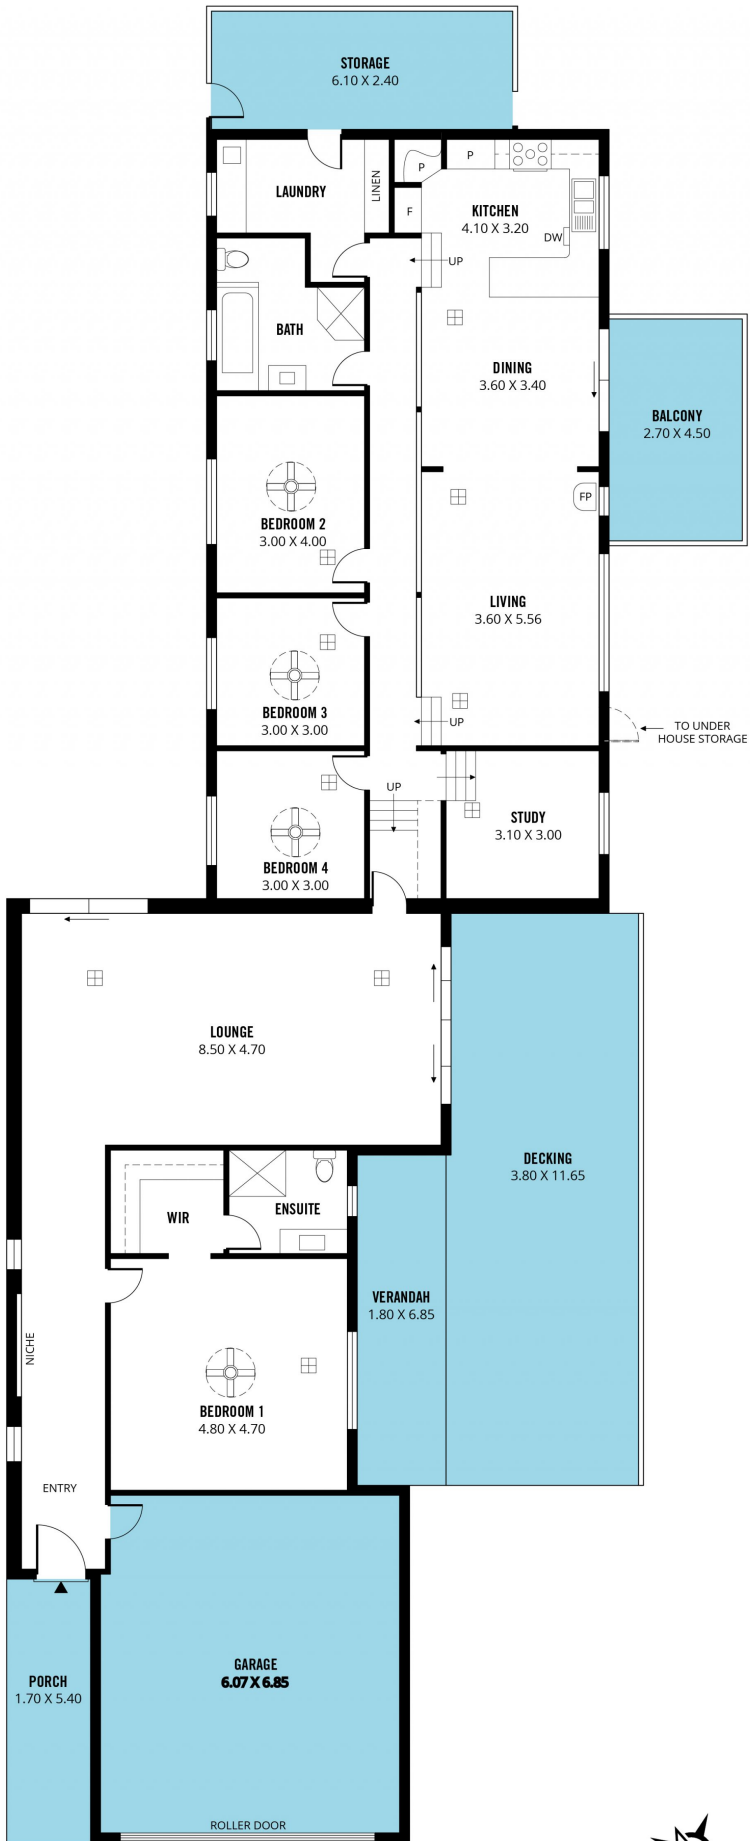 STORAGE
6.10 X 2.40
LAUNDRY
LINEN
P
P
F
KITCHEN
4.10 X 3.20
DW
UP
BATH
DINING
3.60 X 3.40
BALCONY
2.70 X 4.50
FP
BEDROOM 2
3.00 X 4.00
LIVING
3.60 X 5.56
BEDROOM 3
3.00 X 3.00
UP
TO UNDER
HOUSE STORAGE
UP
STUDY
3.10 X 3.00
BEDROOM 4
3.00 X 3.00
LOUNGE
8.50 X 4.70
DECKING
3.80 X 11.65
WIR
ENSUITE
VERANDAH
1.80 X 6.85
NICHE
BEDROOM 1
4.80 X 4.70
ENTRY
GARAGE
6.07 X 6.85
PORCH
1.70 X 5.40
ROLLER DOOR